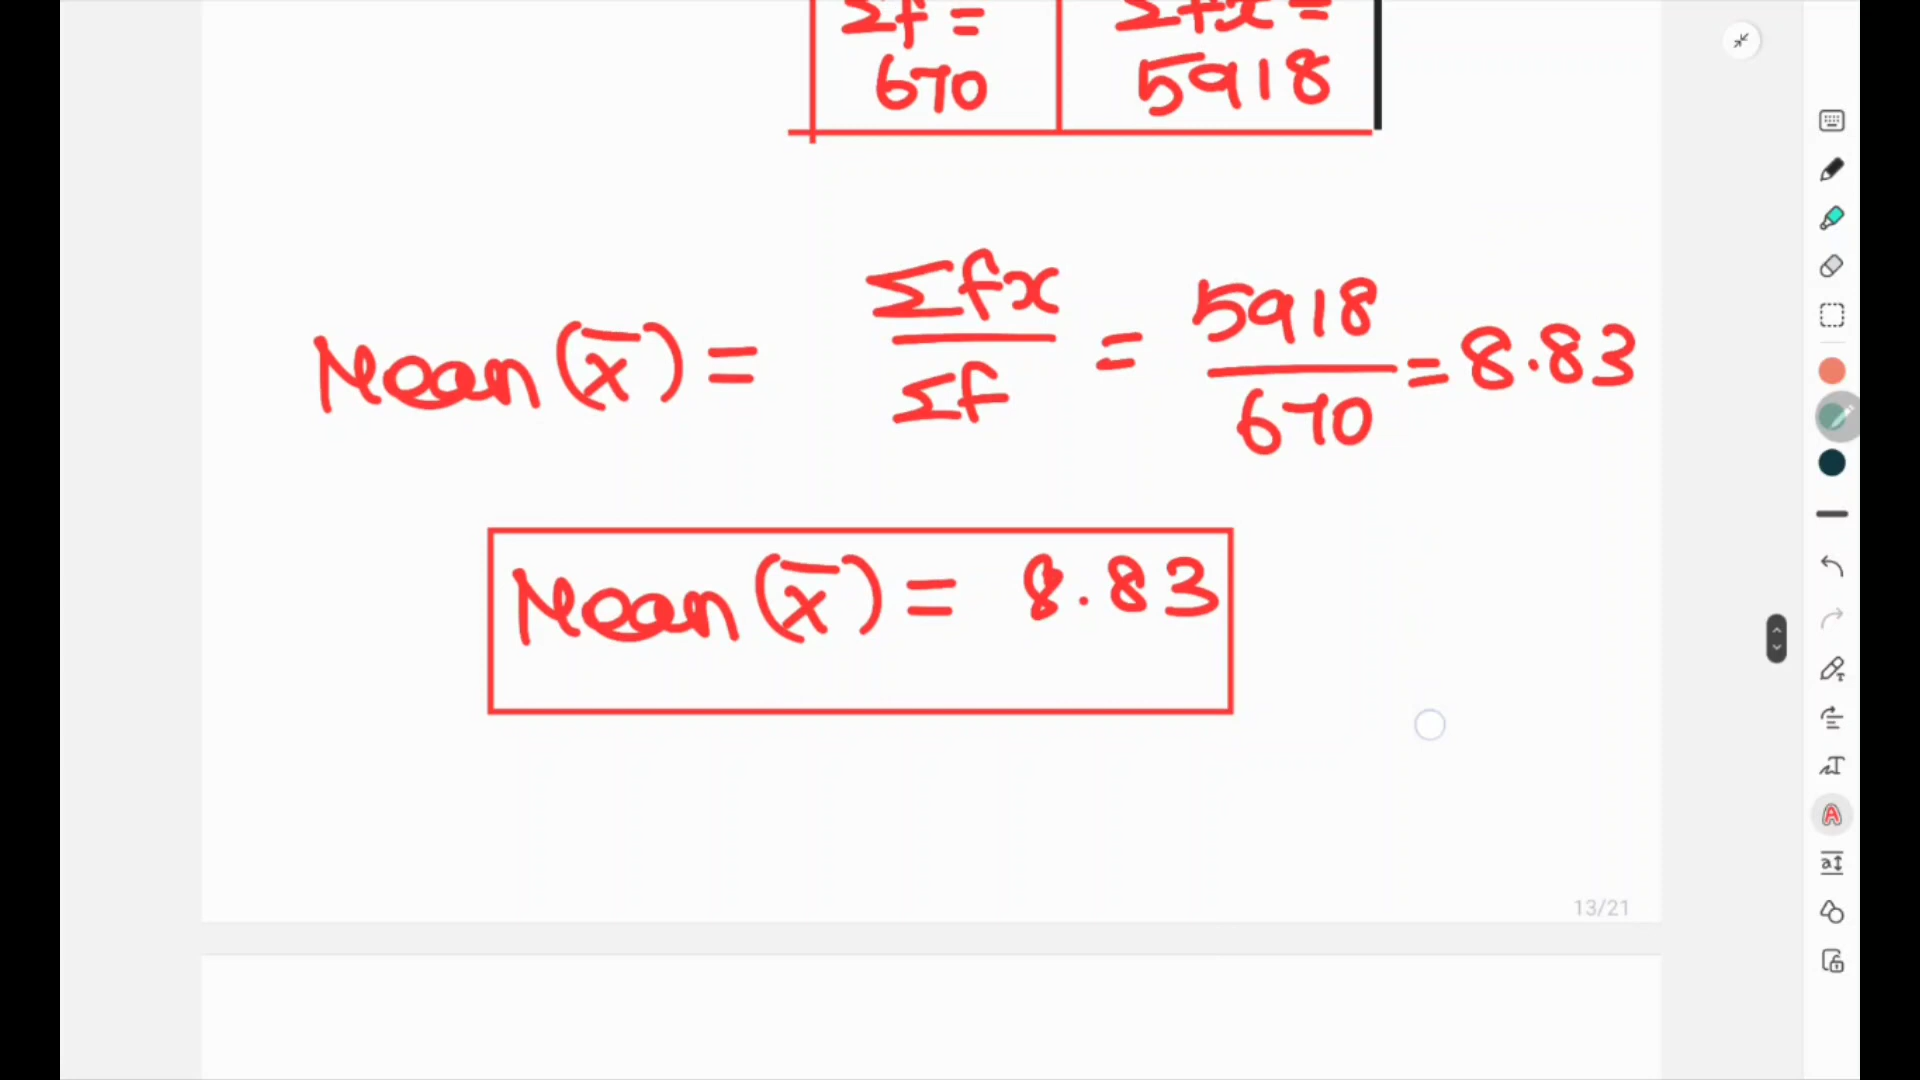 Σf = Σfx =
670 5918
Mean (x̄) = Σfx / Σf = 5918 / 670 = 8.83
Mean (x̄) = 8.83
13/21